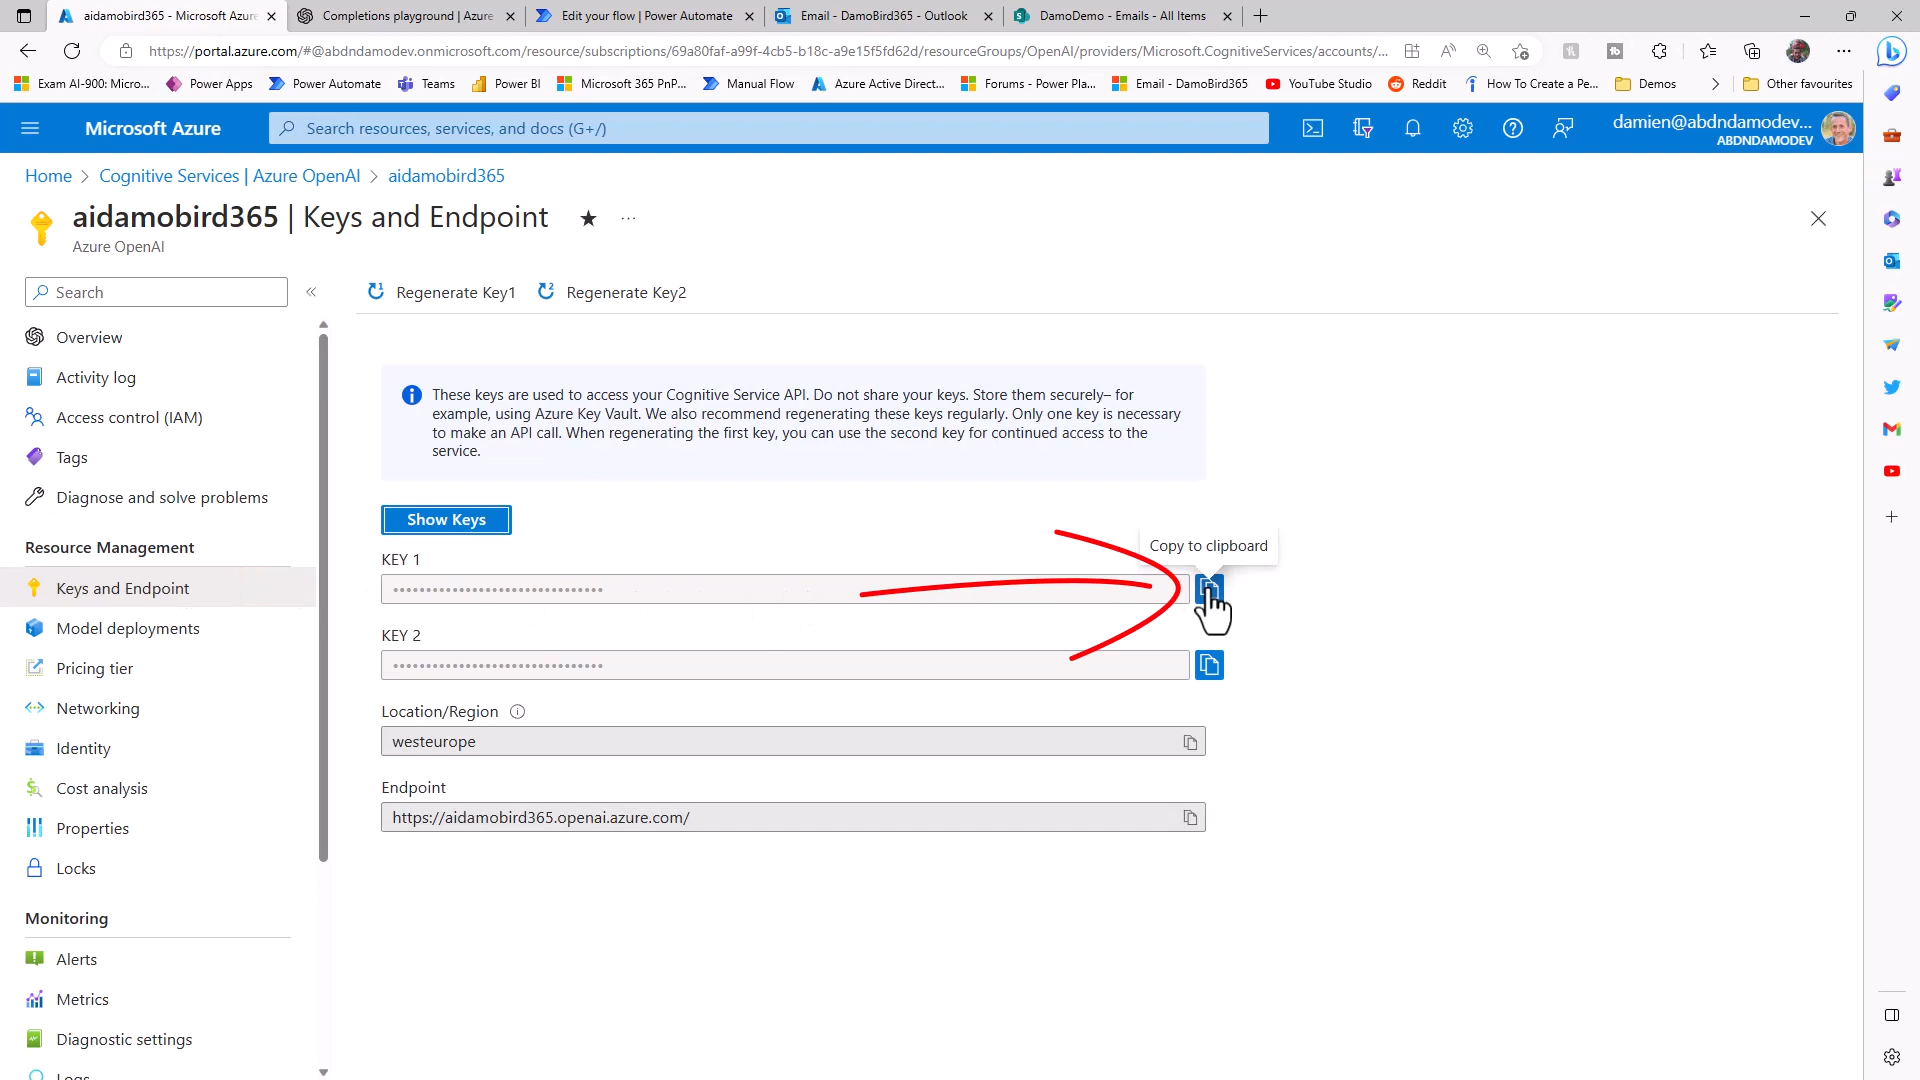 aidamobird365 - Microsoft Azure
Completions playground | Azure
Edit your flow | Power Automate
Email - DamoBird365 - Outlook
DamoDemo - Emails - All Items
https://portal.azure.com/#@abdndamodev.onmicrosoft.com/resource/subscriptions/69a80faf-a99f-4cb5-b18c-a9e15f5fd62d/resourceGroups/OpenAI/providers/Microsoft.CognitiveServices/accounts/...
Exam AI-900: Micro...
Power Apps
Power Automate
Teams
Power BI
Microsoft 365 PnP...
Manual Flow
Azure Active Direct...
Forums - Power Pla...
Email - DamoBird365
YouTube Studio
Reddit
How To Create a Pe...
Demos
Other favourites
Microsoft Azure
Search resources, services, and docs (G+/)
damien@abdndamodev...
ABDNDAMODEV
Home > Cognitive Services | Azure OpenAI > aidamobird365
aidamobird365 | Keys and Endpoint
Azure OpenAI
Search
Regenerate Key1
Regenerate Key2
Overview
Activity log
Access control (IAM)
Tags
Diagnose and solve problems
Resource Management
Keys and Endpoint
Model deployments
Pricing tier
Networking
Identity
Cost analysis
Properties
Locks
Monitoring
Alerts
Metrics
Diagnostic settings
Logs
These keys are used to access your Cognitive Service API. Do not share your keys. Store them securely– for
example, using Azure Key Vault. We also recommend regenerating these keys regularly. Only one key is necessary
to make an API call. When regenerating the first key, you can use the second key for continued access to the
service.
Show Keys
Copy to clipboard
KEY 1
KEY 2
Location/Region
westeurope
Endpoint
https://aidamobird365.openai.azure.com/